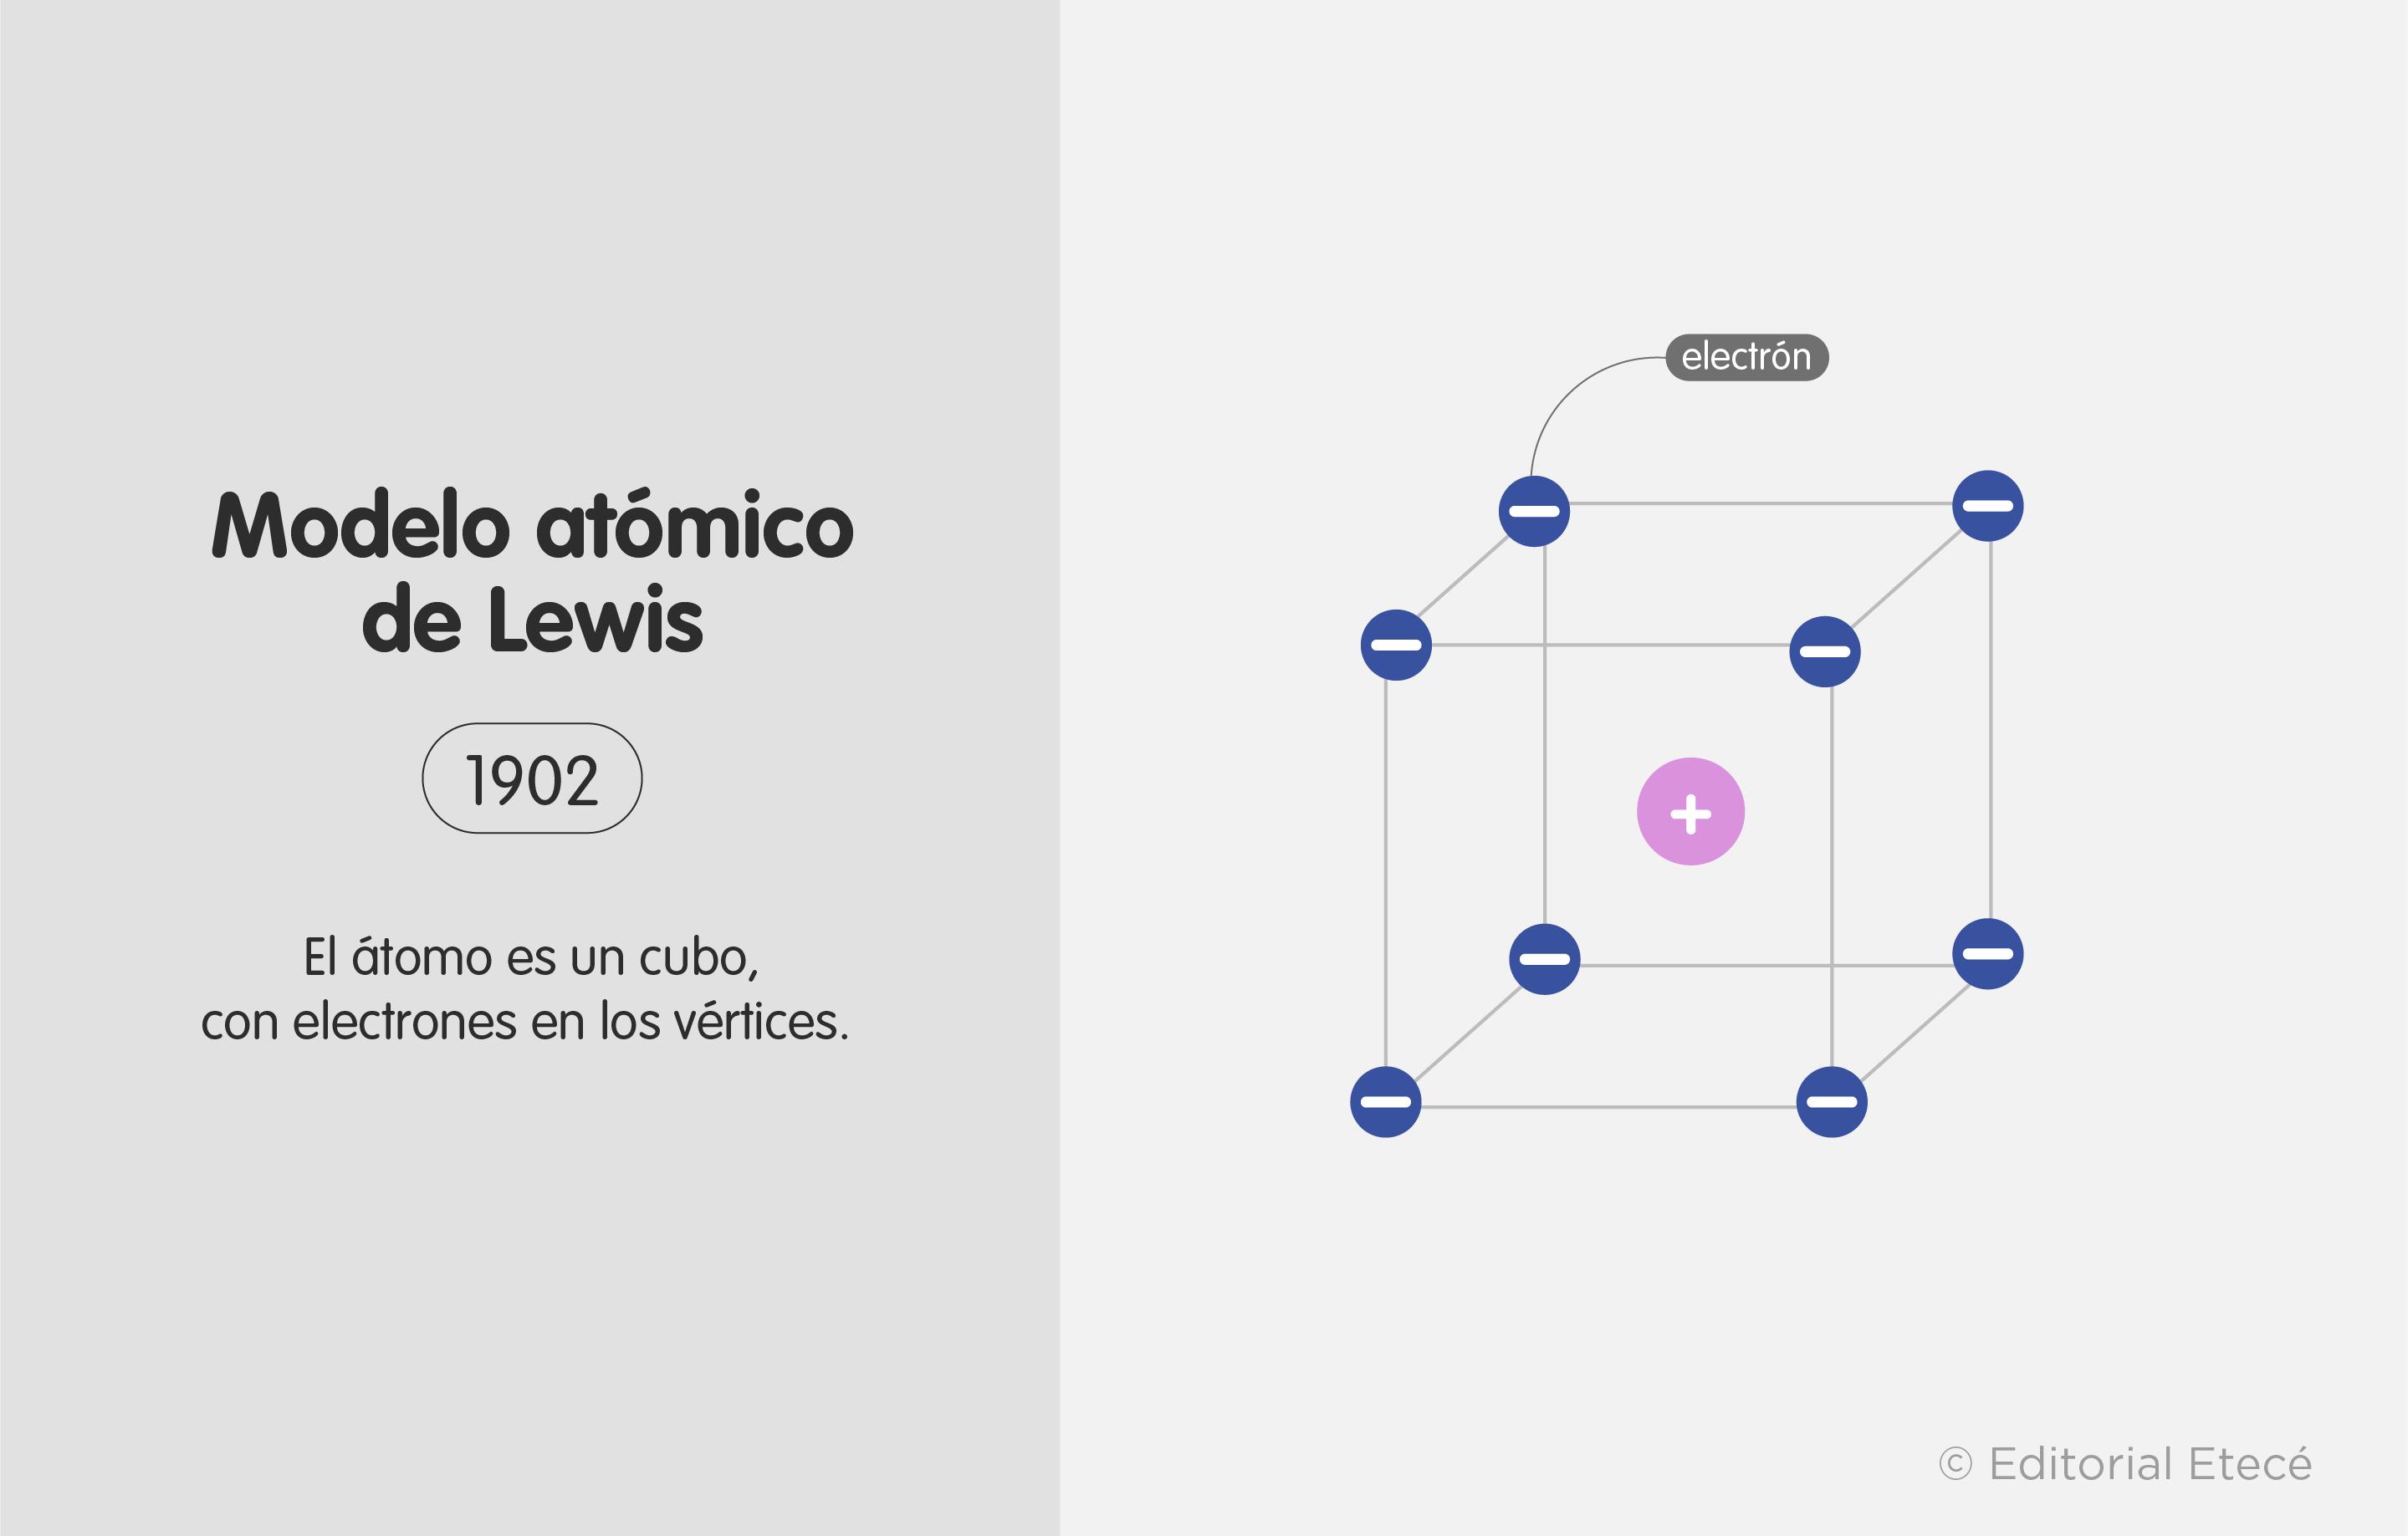 Modelo atómico
de Lewis
1902
El átomo es un cubo,
con electrones en los vértices.
electrón
© Editorial Etecé